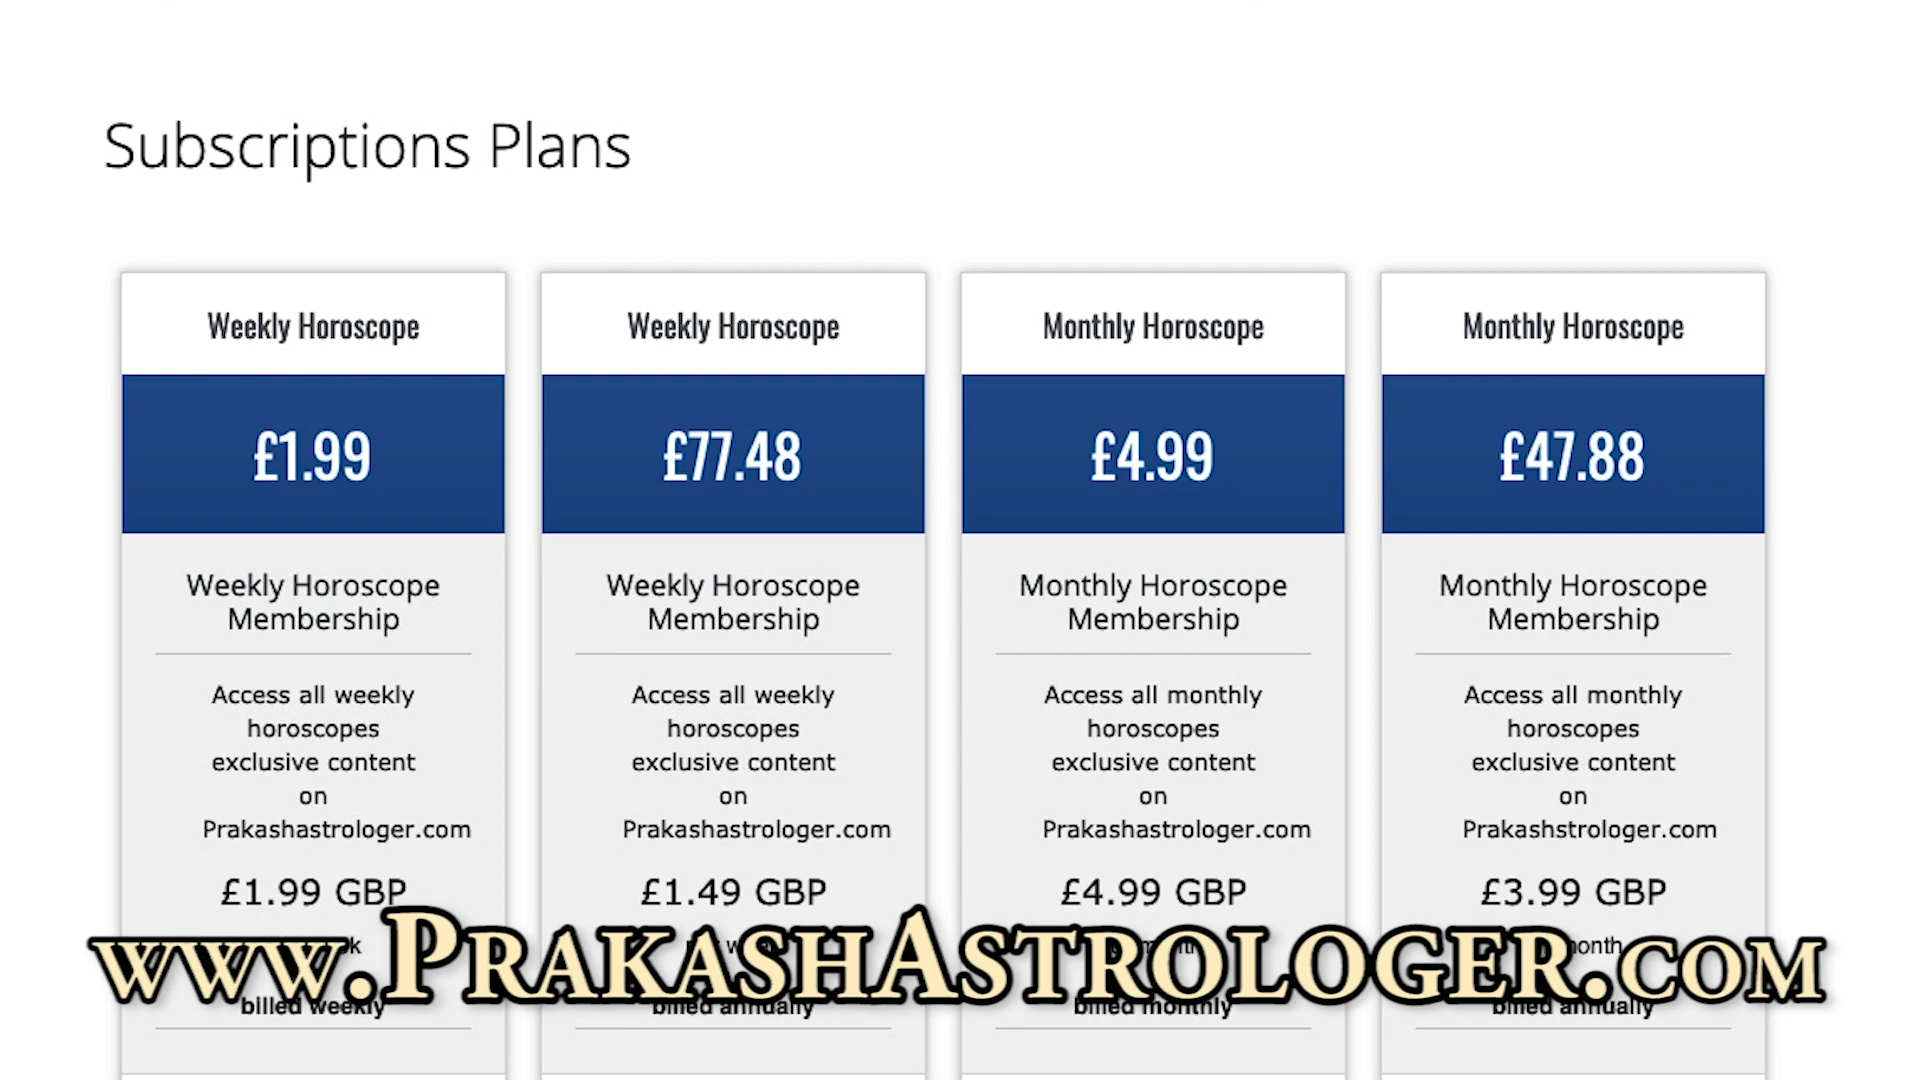 Subscriptions Plans
Weekly Horoscope
£1.99
Weekly Horoscope
Membership
Access all weekly
horoscopes
exclusive content
on
Prakashastrologer.com
£1.99 GBP
billed weekly
Weekly Horoscope
£77.48
Weekly Horoscope
Membership
Access all weekly
horoscopes
exclusive content
on
Prakashastrologer.com
£1.49 GBP
billed annually
Monthly Horoscope
£4.99
Monthly Horoscope
Membership
Access all monthly
horoscopes
exclusive content
on
Prakashastrologer.com
£4.99 GBP
billed monthly
Monthly Horoscope
£47.88
Monthly Horoscope
Membership
Access all monthly
horoscopes
exclusive content
on
Prakashstrologer.com
£3.99 GBP
month
billed annually
www.PrakashAstrologer.com